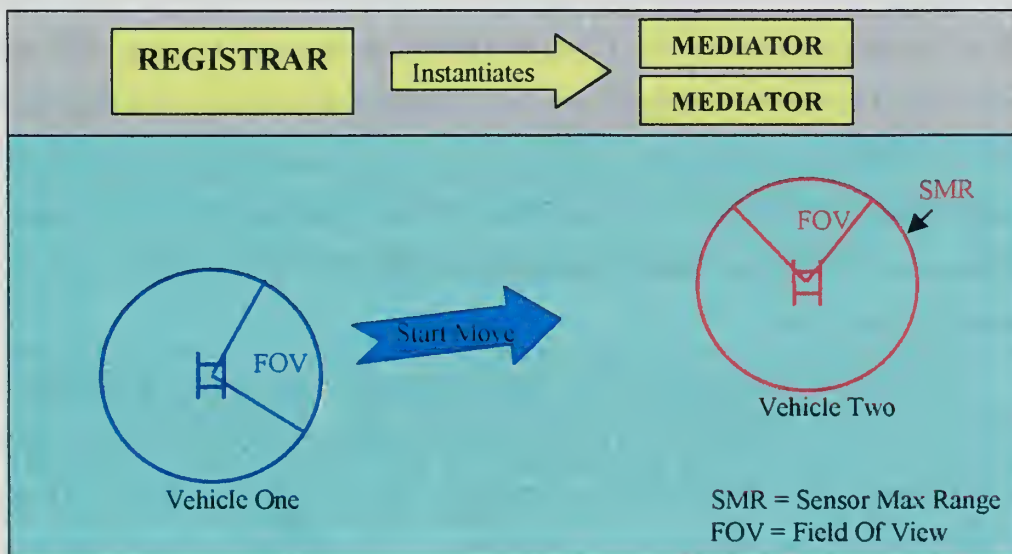 REGISTRAR
Instantiates
MEDIATOR
MEDIATOR
SMR
FOV
FOV
Start Move
Vehicle One
Vehicle Two
SMR = Sensor Max Range
FOV = Field Of View